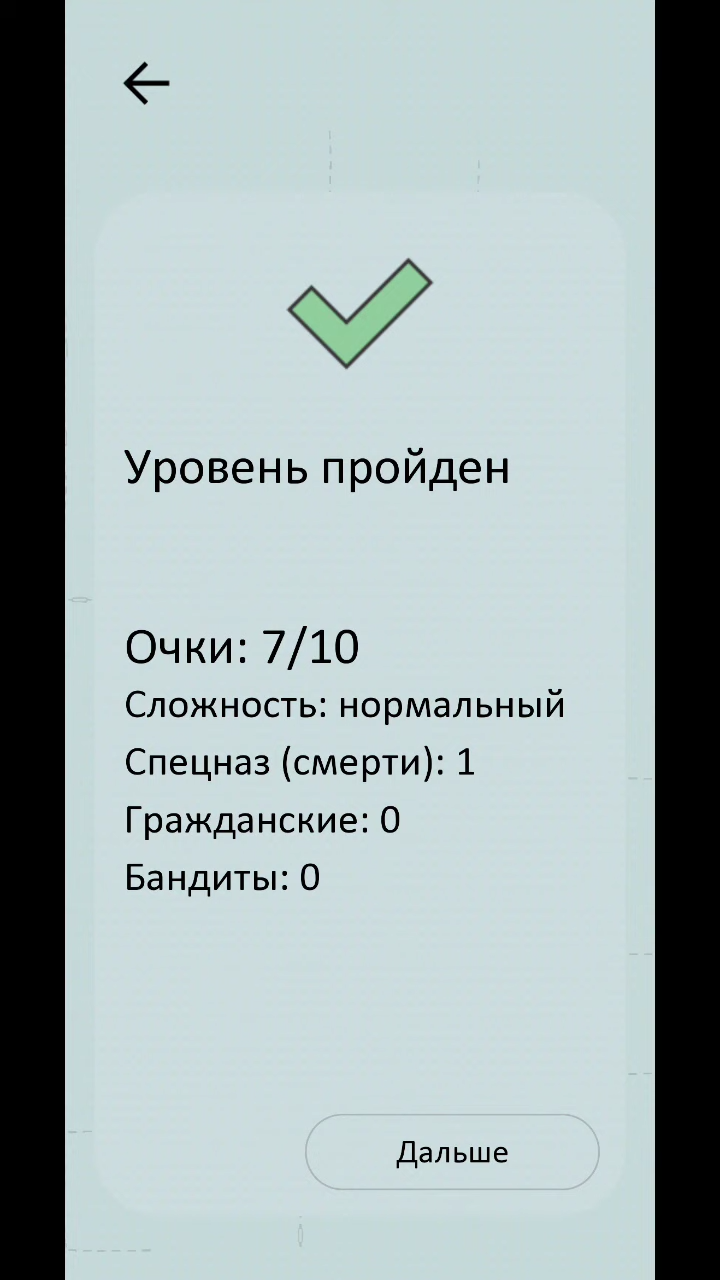 Уровень пройден
Очки: 7/10
Сложность: нормальный
Спецназ (смерти): 1
Гражданские: 0
Бандиты: 0
Дальше